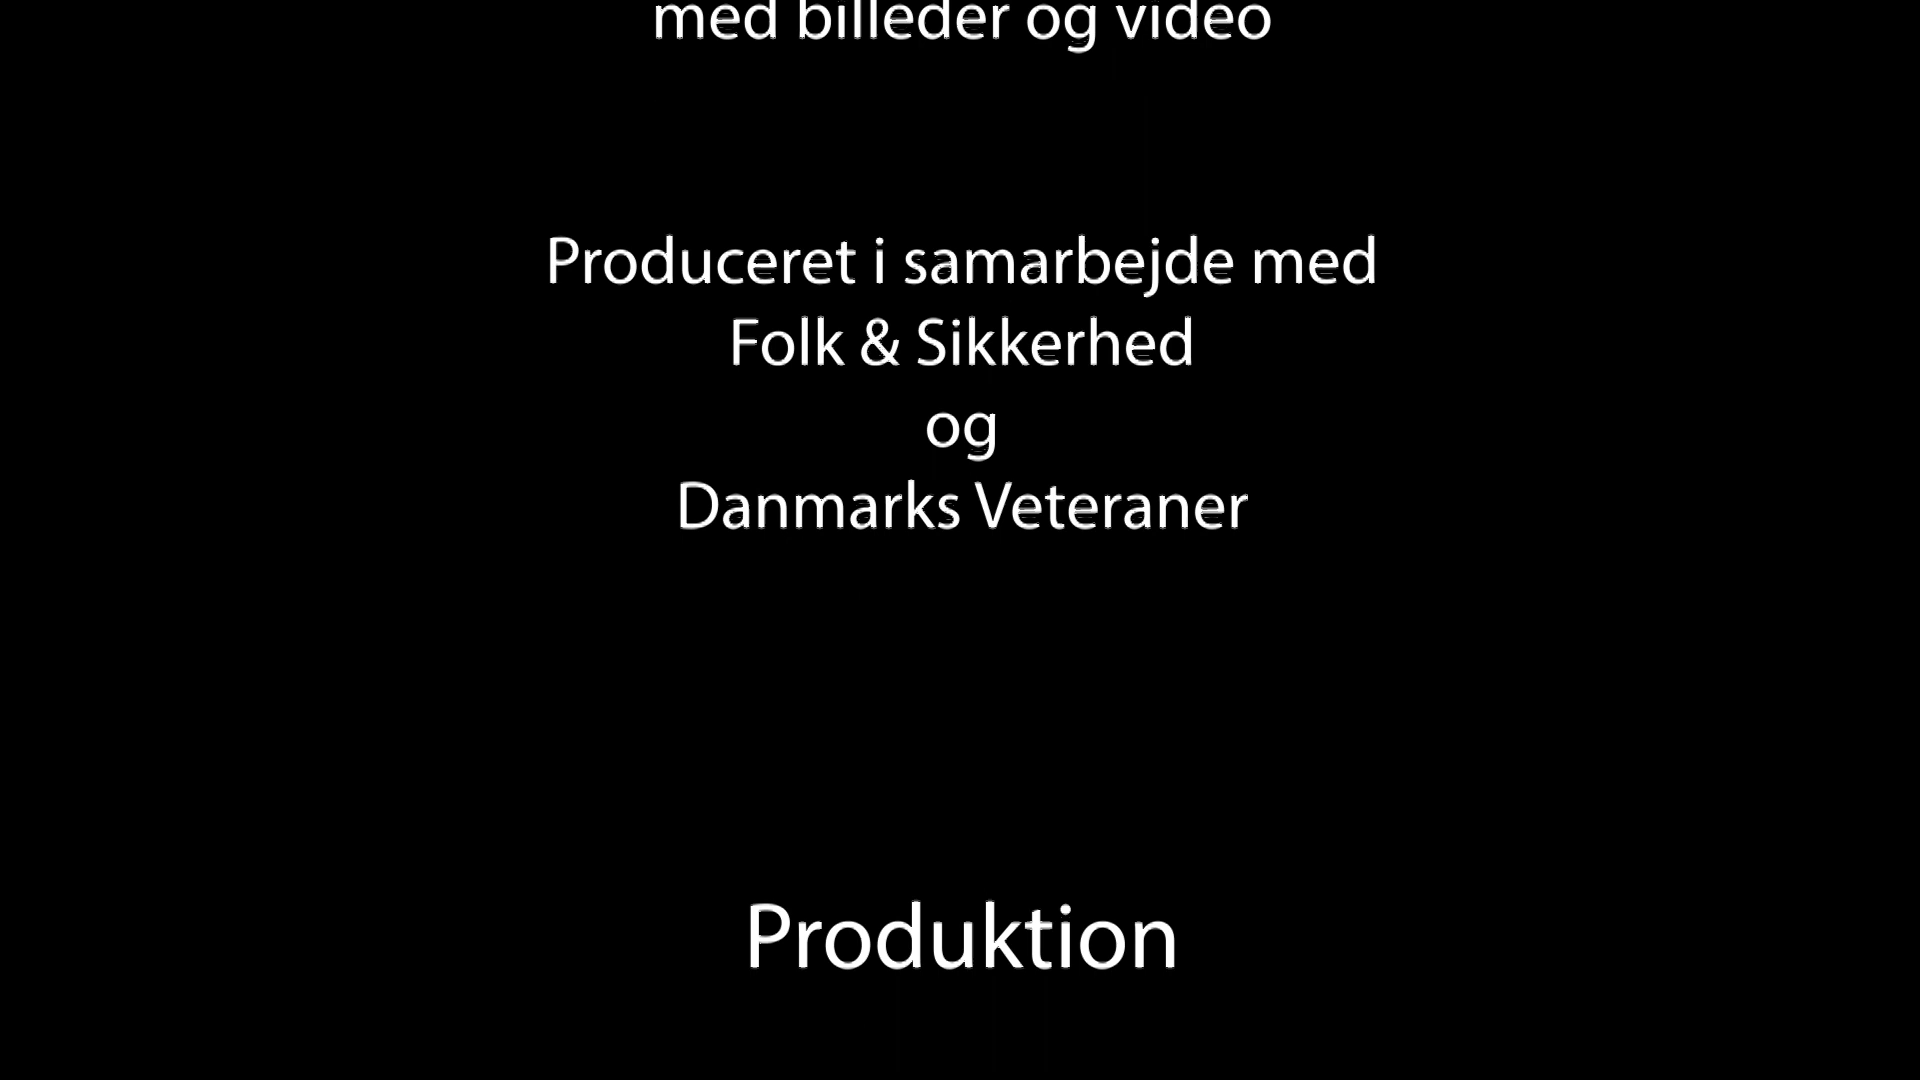 med billeder og video
Produceret i samarbejde med
Folk & Sikkerhed
og
Danmarks Veteraner
Produktion